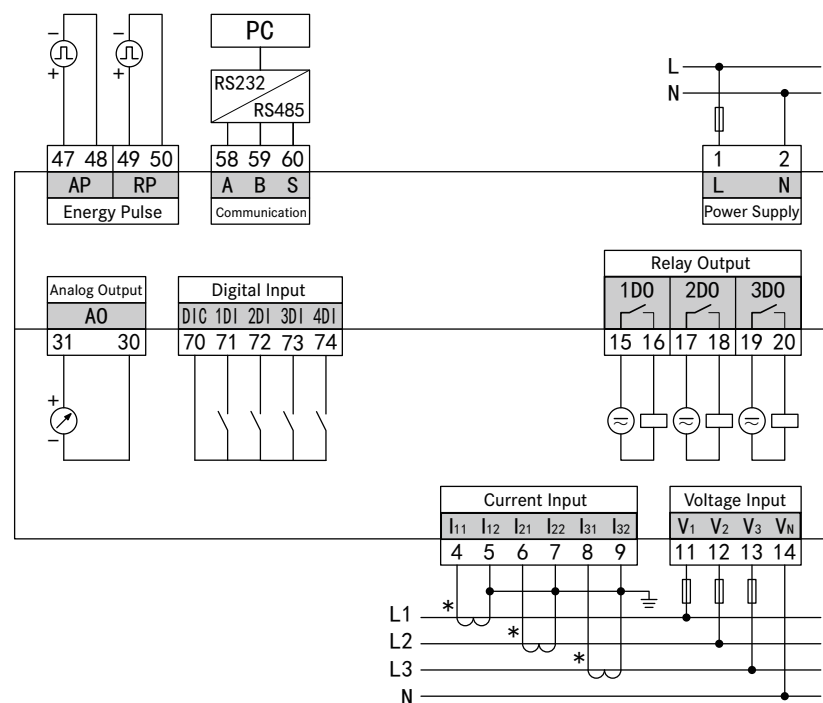 PC
RS232
RS485
L
N
− −
+ +
47 48 49 50
AP RP
Energy Pulse
58 59 60
A B S
Communication
1 2
L N
Power Supply
Analog Output
AO
31 30
+
−
Digital Input
DIC 1DI 2DI 3DI 4DI
70 71 72 73 74
Relay Output
1DO 2DO 3DO
15 16 17 18 19 20
Current Input
I11 I12 I21 I22 I31 I32
4 5 6 7 8 9
Voltage Input
V1 V2 V3 VN
11 12 13 14
*
L1
*
L2
*
L3
N